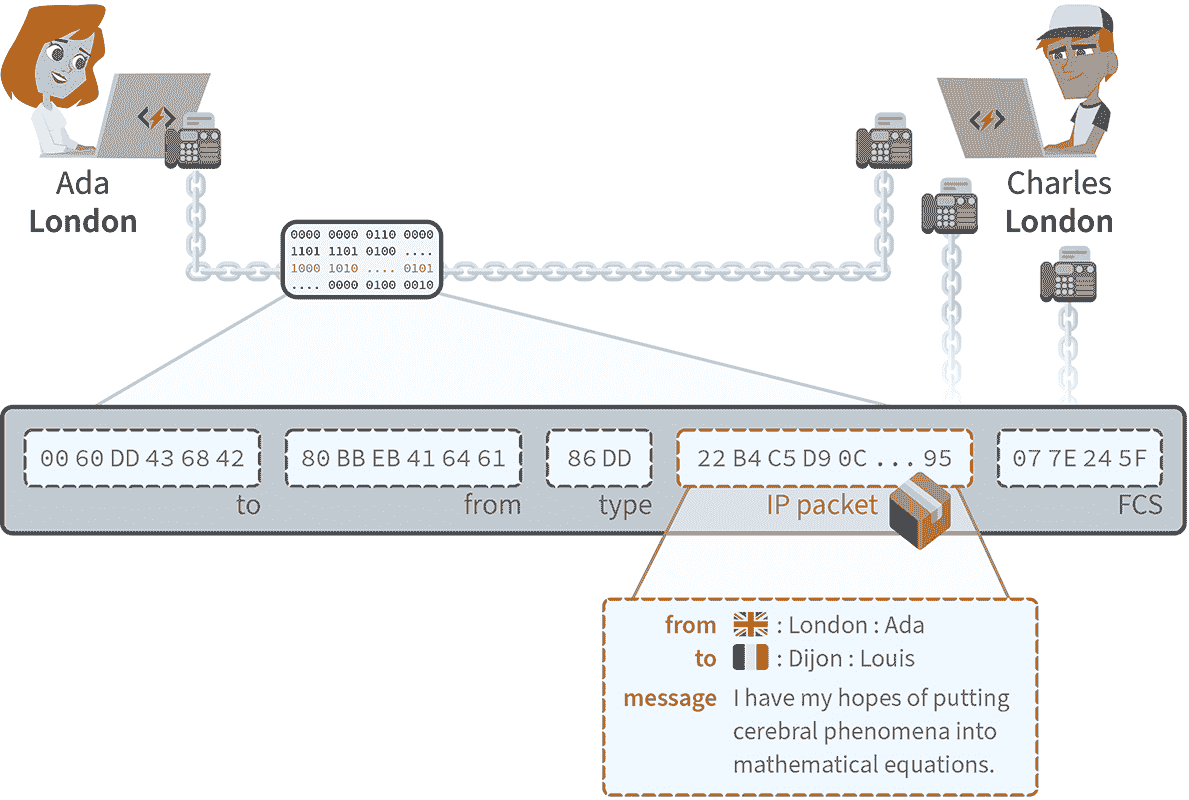 Ada
London
Charles
London
0000 0000 0110 0000
1101 1101 0100 ....
1000 1010 .... 0101
.... 0000 0100 0010
00 60 DD 43 68 42
to
80 BB EB 41 64 61
from
86 DD
type
22 B4 C5 D9 0C ... 95
IP packet
07 7E 24 5F
FCS
from : London : Ada
to : Dijon : Louis
message I have my hopes of putting
cerebral phenomena into
mathematical equations.